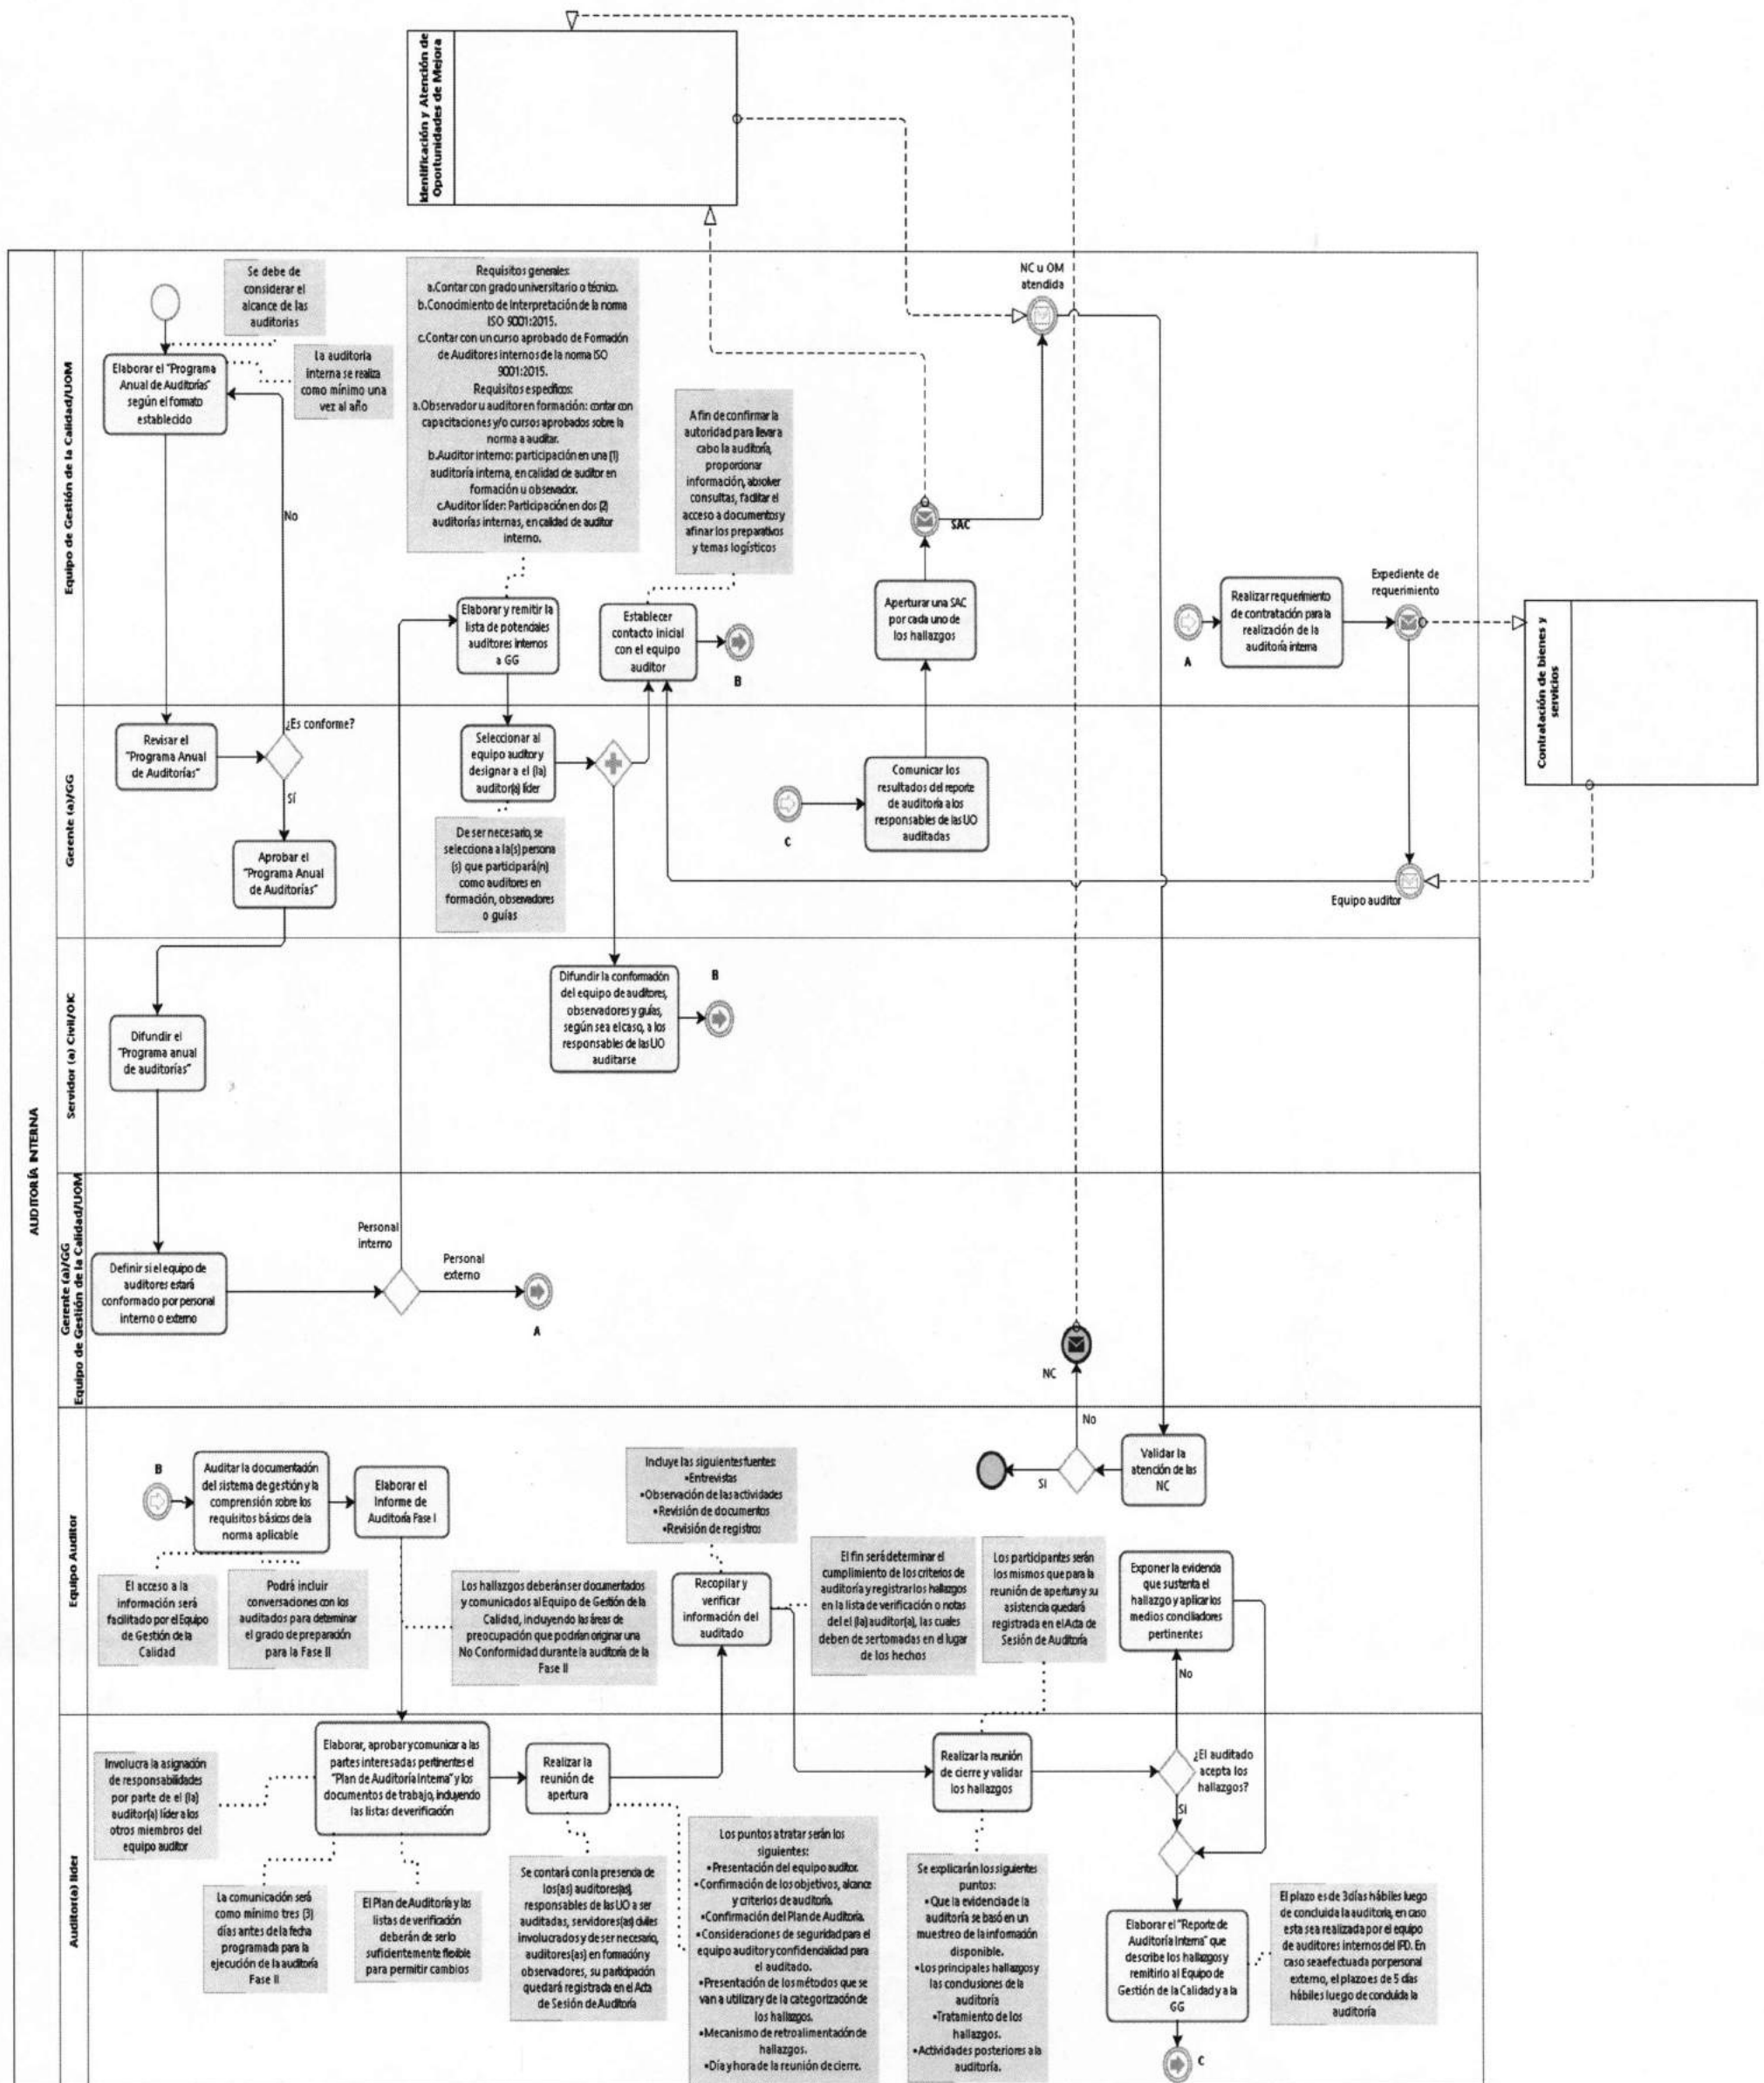 Identificación y Atención de
Oportunidades de Mejora
AUDITORÍA INTERNA
Equipo de Gestión de la Calidad/UOM
Se debe de
considerar el
alcance de las
auditorias
Elaborar el "Programa
Anual de Auditorías"
según el formato
establecido
La auditoría
interna se realiza
como mínimo una
vez al año
No
Requisitos generales:
a.Contar con grado universitario o técnico.
b.Conocimiento de Interpretación de la norma
ISO 9001:2015.
c.Contar con un curso aprobado de Formación
de Auditores internos de la norma ISO
9001:2015.
Requisitos específicos:
a.Observador u auditor en formación: contar con
capacitaciones y/o cursos aprobados sobre la
norma a auditar.
b.Auditor interno: participación en una (1)
auditoría interna, en calidad de auditor en
formación u observador.
c.Auditor líder: Participación en dos (2)
auditorías internas, en calidad de auditor
interno.
A fin de confirmar la
autoridad para llevar a
cabo la auditoría,
proporcionar
información, absolver
consultas, facilitar el
acceso a documentos y
afinar los preparativos
y temas logísticos
Elaborar y remitir la
lista de potenciales
auditores internos
a GG
Establecer
contacto inicial
con el equipo
auditor
B
NC u OM
atendida
SAC
Aperturar una SAC
por cada uno de
los hallazgos
A
Realizar requerimiento
de contratación para la
realización de la
auditoría interna
Expediente de
requerimiento
Contratación de bienes y
servicios
Gerente (a)/GG
Revisar el
"Programa Anual
de Auditorías"
¿Es conforme?
Sí
Aprobar el
"Programa Anual
de Auditorías"
Seleccionar al
equipo auditor y
designar a el (la)
auditor(a) líder
De ser necesario, se
selecciona a la(s) persona
(s) que participará(n)
como auditores en
formación, observadores
o guías
C
Comunicar los
resultados del reporte
de auditoría a los
responsables de las UO
auditadas
Equipo auditor
Servidor (a) Civil/OIC
Difundir el
"Programa anual
de auditorías"
Difundir la conformación
del equipo de auditores,
observadores y guías,
según sea el caso, a los
responsables de las UO
auditarse
B
Gerente (a)/GG
Equipo de Gestión de la Calidad/UOM
Definir si el equipo de
auditores estará
conformado por personal
interno o externo
Personal
interno
Personal
externo
A
NC
Equipo Auditor
B
Auditar la documentación
del sistema de gestión y la
comprensión sobre los
requisitos básicos de la
norma aplicable
Elaborar el
Informe de
Auditoría Fase I
El acceso a la
información será
facilitado por el Equipo
de Gestión de la
Calidad
Podrá incluir
conversaciones con los
auditados para determinar
el grado de preparación
para la Fase II
Los hallazgos deberán ser documentados
y comunicados al Equipo de Gestión de la
Calidad, incluyendo las áreas de
preocupación que podrían originar una
No Conformidad durante la auditoría de la
Fase II
Incluye las siguientes fuentes:
•Entrevistas
•Observación de las actividades
•Revisión de documentos
•Revisión de registros
Recopilar y
verificar
información del
auditado
El fin será determinar el
cumplimiento de los criterios de
auditoría y registrar los hallazgos
en la lista de verificación o notas
del el (la) auditor(a), las cuales
deben de ser tomadas en el lugar
de los hechos
Los participantes serán
los mismos que para la
reunión de apertura y su
asistencia quedará
registrada en el Acta de
Sesión de Auditoría
No
Si
Validar la
atención de las
NC
Exponer la evidencia
que sustenta el
hallazgo y aplicar los
medios conciliadores
pertinentes
No
Auditor(a) líder
Involucra la asignación
de responsabilidades
por parte de el (la)
auditor(a) líder a los
otros miembros del
equipo auditor
Elaborar, aprobar y comunicar a las
partes interesadas pertinentes el
"Plan de Auditoría Interna" y los
documentos de trabajo, incluyendo
las listas de verificación
Realizar la
reunión de
apertura
La comunicación será
como mínimo tres (3)
días antes de la fecha
programada para la
ejecución de la auditoría
Fase II
El Plan de Auditoría y las
listas de verificación
deberán de ser lo
suficientemente flexible
para permitir cambios
Se contará con la presencia de
los(as) auditores(as),
responsables de las UO a ser
auditadas, servidores(as) civiles
involucrados y de ser necesario,
auditores(as) en formación y
observadores, su participación
quedará registrada en el Acta
de Sesión de Auditoría
Los puntos a tratar serán los
siguientes:
•Presentación del equipo auditor.
•Confirmación de los objetivos, alcance
y criterios de auditoría.
•Confirmación del Plan de Auditoría.
•Consideraciones de seguridad para el
equipo auditor y confidencialidad para
el auditado.
•Presentación de los métodos que se
van a utilizar y de la categorización de
los hallazgos.
•Mecanismo de retroalimentación de
hallazgos.
•Día y hora de la reunión de cierre.
Realizar la reunión
de cierre y validar
los hallazgos
Se explicarán los siguientes
puntos:
•Que la evidencia de la
auditoría se basó en un
muestreo de la información
disponible.
•Los principales hallazgos y
las conclusiones de la
auditoría
•Tratamiento de los
hallazgos.
•Actividades posteriores a la
auditoría.
¿El auditado
acepta los
hallazgos?
Si
Elaborar el "Reporte de
Auditoría Interna" que
describe los hallazgos y
remitirlo al Equipo de
Gestión de la Calidad y a la
GG
C
El plazo es de 3 días hábiles luego
de concluida la auditoría, en caso
esta sea realizada por el equipo
de auditores internos del IPD. En
caso sea efectuada por personal
externo, el plazo es de 5 días
hábiles luego de concluida la
auditoría